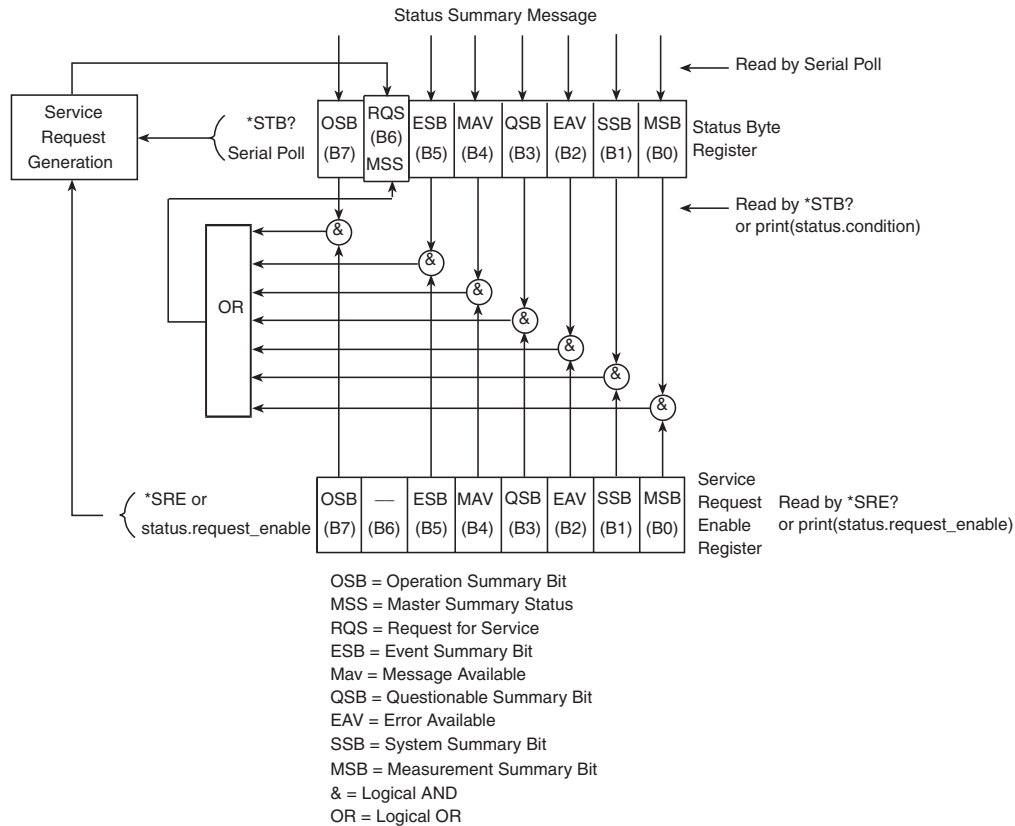 Status Summary Message
Read by Serial Poll
Service
Request
Generation
*STB?
Serial Poll
OSB
(B7)
RQS
(B6)
MSS
ESB
(B5)
MAV
(B4)
QSB
(B3)
EAV
(B2)
SSB
(B1)
MSB
(B0)
Status Byte
Register
Read by *STB?
or print(status.condition)
&
&
&
&
&
&
&
OR
*SRE or
status.request_enable
OSB
(B7)
—
(B6)
ESB
(B5)
MAV
(B4)
QSB
(B3)
EAV
(B2)
SSB
(B1)
MSB
(B0)
Service
Request
Enable
Register
Read by *SRE?
or print(status.request_enable)
OSB = Operation Summary Bit
MSS = Master Summary Status
RQS = Request for Service
ESB = Event Summary Bit
Mav = Message Available
QSB = Questionable Summary Bit
EAV = Error Available
SSB = System Summary Bit
MSB = Measurement Summary Bit
& = Logical AND
OR = Logical OR